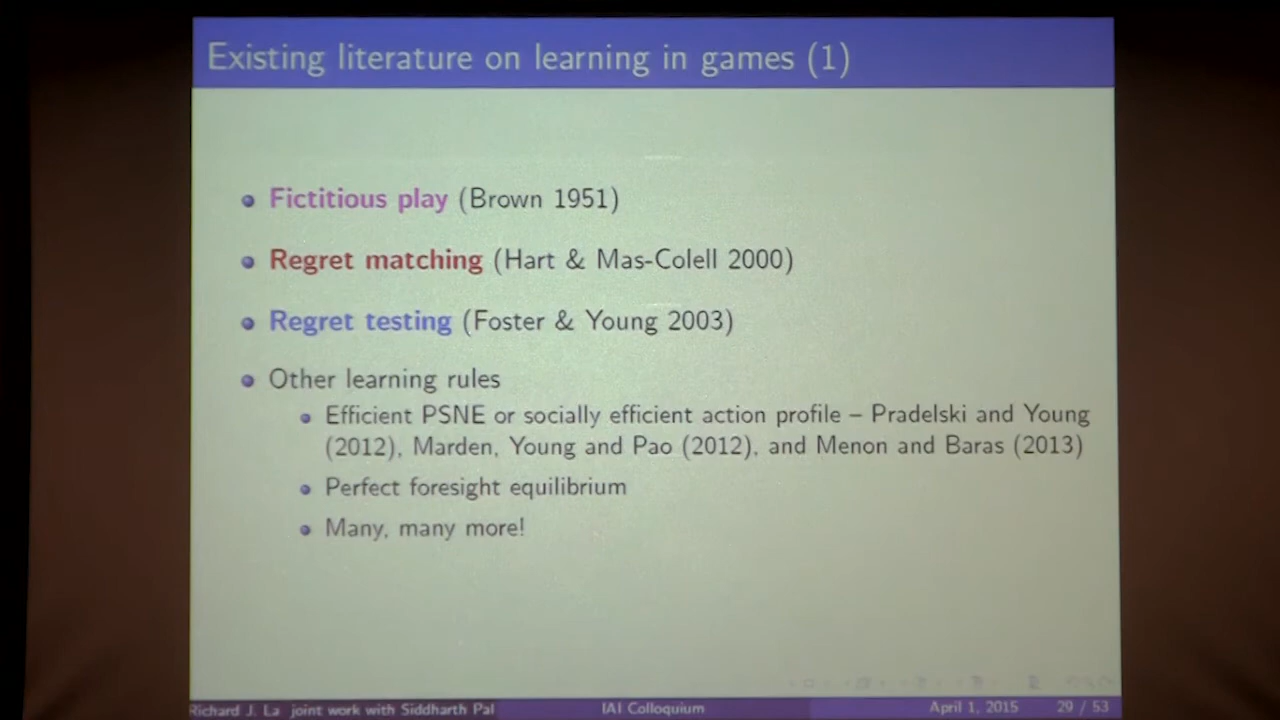 Existing literature on learning in games (1)
Fictitious play (Brown 1951)
Regret matching (Hart & Mas-Colell 2000)
Regret testing (Foster & Young 2003)
Other learning rules
Efficient PSNE or socially efficient action profile – Pradelski and Young
(2012), Marden, Young and Pao (2012), and Menon and Baras (2013)
Perfect foresight equilibrium
Many, many more!
Richard J. La joint work with Siddharth Pal IAI Colloquium April 1, 2015 29 / 53